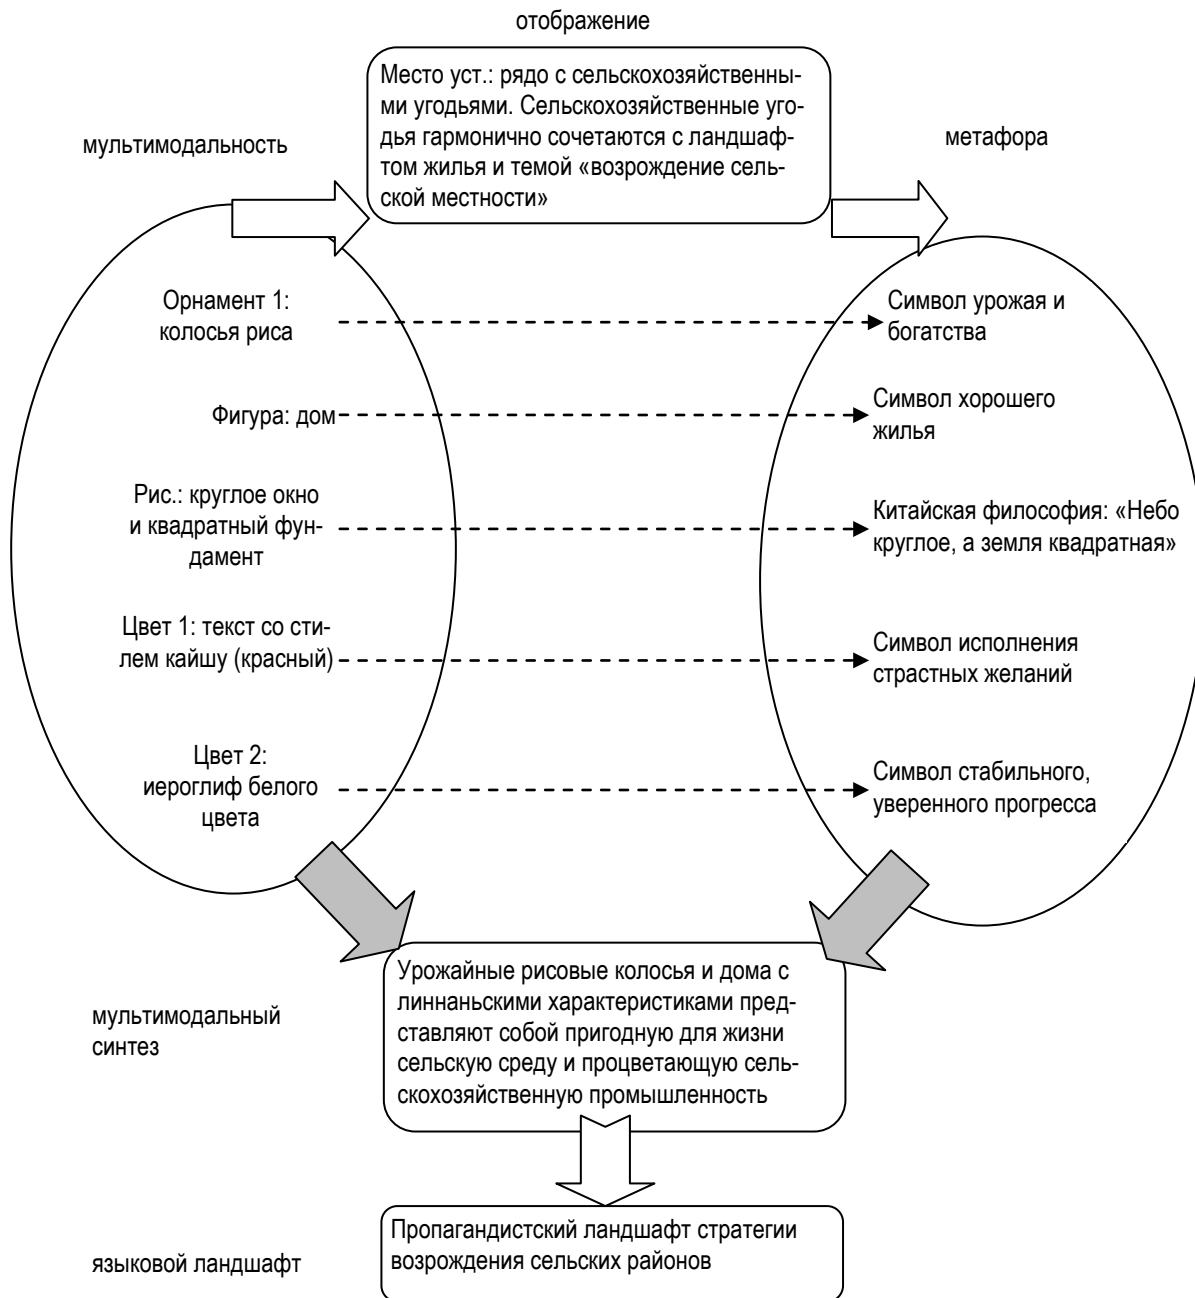 отображение
Место уст.: рядо с сельскохозяйственны-
ми угодьями. Сельскохозяйственные уго-
дья гармонично сочетаются с ландшаф-
том жилья и темой «возрождение сель-
ской местности»
мультимодальность
метафора
Орнамент 1:
колосья риса
Символ урожая и
богатства
Фигура: дом
Символ хорошего
жилья
Рис.: круглое окно
и квадратный фун-
дамент
Китайская философия: «Небо
круглое, а земля квадратная»
Цвет 1: текст со сти-
лем кайшу (красный)
Символ исполнения
страстных желаний
Цвет 2:
иероглиф белого
цвета
Символ стабильного,
уверенного прогресса
мультимодальный
синтез
Урожайные рисовые колосья и дома с
линнаньскими характеристиками пред-
ставляют собой пригодную для жизни
сельскую среду и процветающую сель-
скохозяйственную промышленность
языковой ландшафт
Пропагандистский ландшафт стратегии
возрождения сельских районов